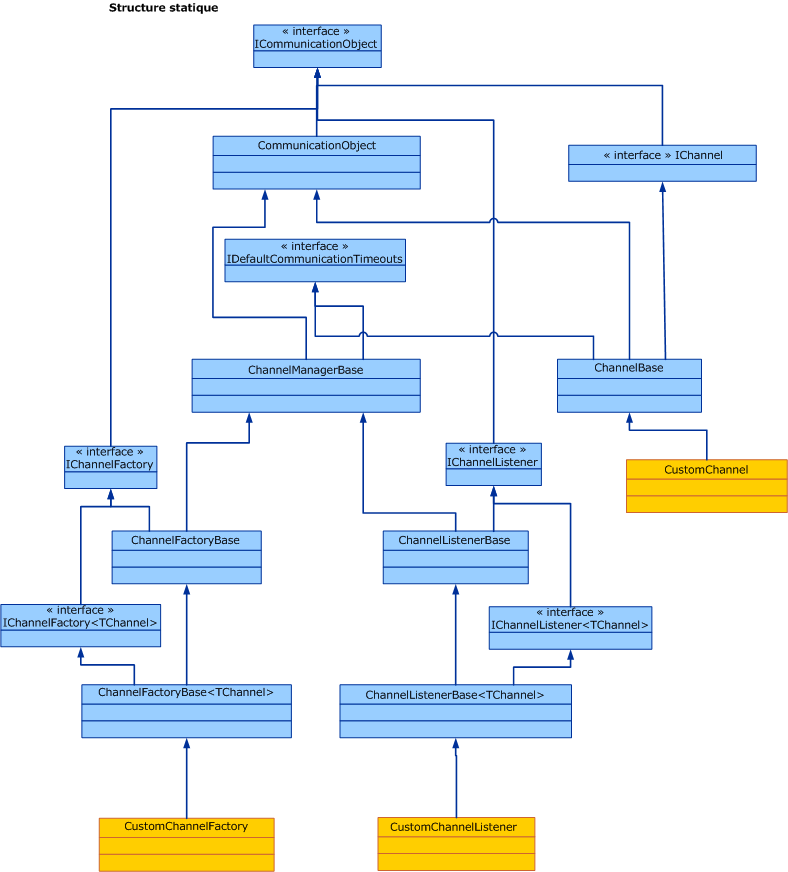 Structure statique
« interface »
ICommunicationObject
CommunicationObject
« interface » IChannel
« interface »
IDefaultCommunicationTimeouts
ChannelManagerBase
ChannelBase
« interface »
IChannelFactory
« interface »
IChannelListener
CustomChannel
ChannelFactoryBase
ChannelListenerBase
« interface »
IChannelFactory<TChannel>
« interface »
IChannelListener<TChannel>
ChannelFactoryBase<TChannel>
ChannelListenerBase<TChannel>
CustomChannelFactory
CustomChannelListener